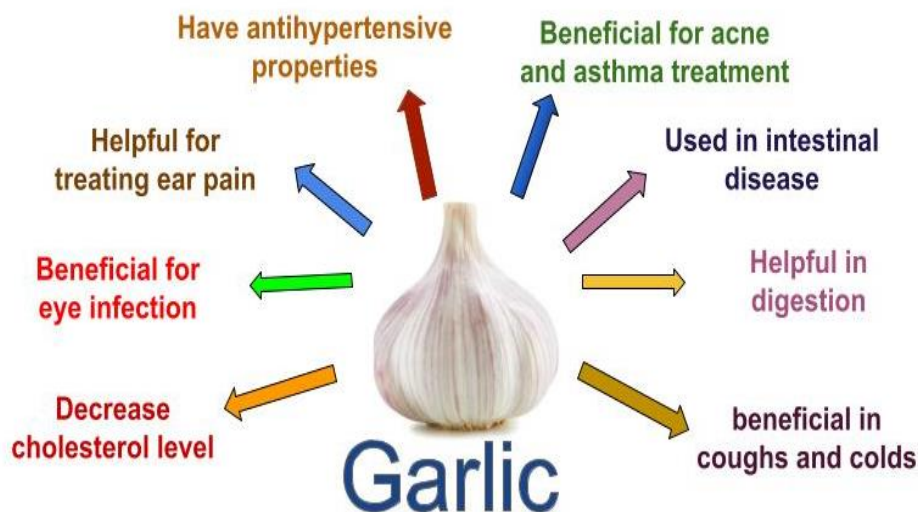 Have antihypertensive
properties
Beneficial for acne
and asthma treatment
Helpful for
treating ear pain
Used in intestinal
disease
Beneficial for
eye infection
Helpful in
digestion
Decrease
cholesterol level
beneficial in
coughs and colds
Garlic